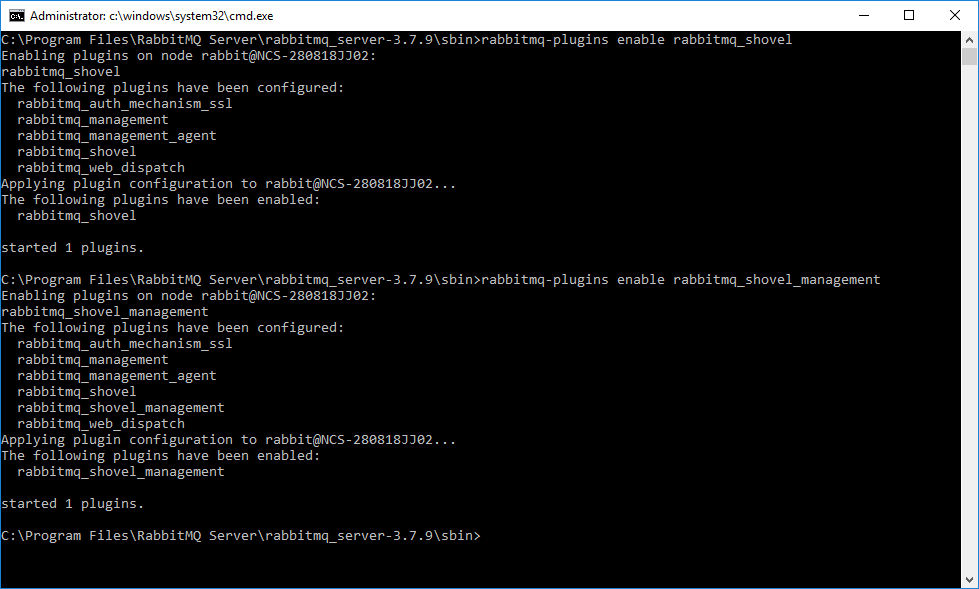 Administrator: c:\windows\system32\cmd.exe
C:\Program Files\RabbitMQ Server\rabbitmq_server-3.7.9\sbin>rabbitmq-plugins enable rabbitmq_shovel
Enabling plugins on node rabbit@NCS-280818JJ02:
rabbitmq_shovel
The following plugins have been configured:
  rabbitmq_auth_mechanism_ssl
  rabbitmq_management
  rabbitmq_management_agent
  rabbitmq_shovel
  rabbitmq_web_dispatch
Applying plugin configuration to rabbit@NCS-280818JJ02...
The following plugins have been enabled:
  rabbitmq_shovel

started 1 plugins.

C:\Program Files\RabbitMQ Server\rabbitmq_server-3.7.9\sbin>rabbitmq-plugins enable rabbitmq_shovel_management
Enabling plugins on node rabbit@NCS-280818JJ02:
rabbitmq_shovel_management
The following plugins have been configured:
  rabbitmq_auth_mechanism_ssl
  rabbitmq_management
  rabbitmq_management_agent
  rabbitmq_shovel
  rabbitmq_shovel_management
  rabbitmq_web_dispatch
Applying plugin configuration to rabbit@NCS-280818JJ02...
The following plugins have been enabled:
  rabbitmq_shovel_management

started 1 plugins.

C:\Program Files\RabbitMQ Server\rabbitmq_server-3.7.9\sbin>